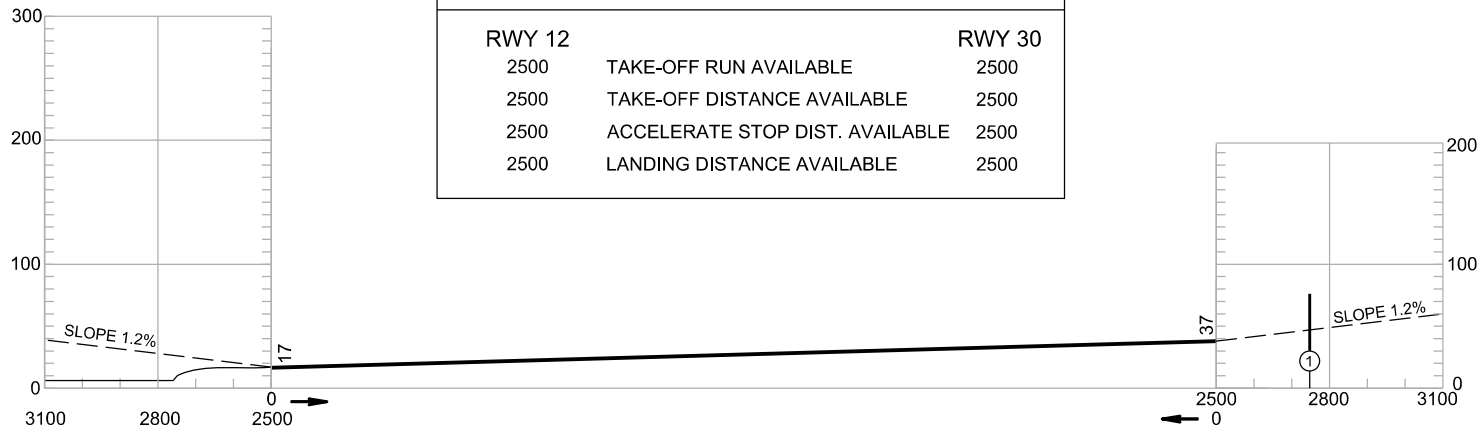 RWY 12 RWY 30
2500 TAKE-OFF RUN AVAILABLE 2500
2500 TAKE-OFF DISTANCE AVAILABLE 2500
2500 ACCELERATE STOP DIST. AVAILABLE 2500
2500 LANDING DISTANCE AVAILABLE 2500
300
200
100
0
SLOPE 1.2%
17
3100 2800 2500
0
37
200
100
0
SLOPE 1.2%
1
2500 2800 3100
0